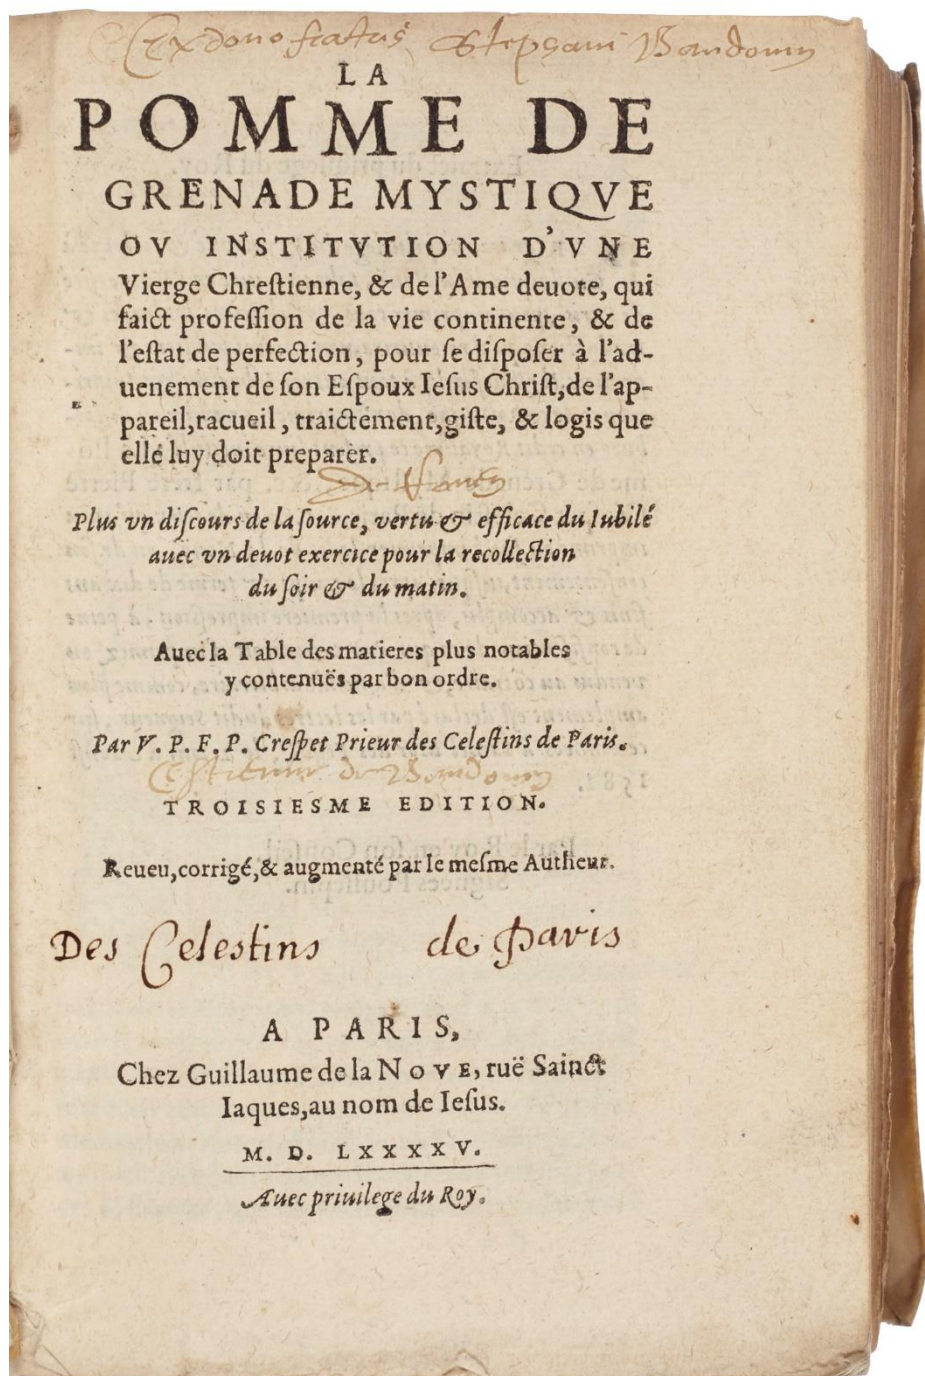 Ex dono fratris Stephani Baudouin
LA
POMME DE
GRENADE MYSTIQVE
OV INSTITVTION D'VNE
Vierge Chreſtienne, & de l'Ame deuote, qui
faict profeſſion de la vie continente, & de
l'eſtat de perfection, pour ſe diſpoſer à l'ad-
uenement de ſon Eſpoux Ieſus Chriſt, de l'ap-
pareil, racueil, traictement, giſte, & logis que
elle luy doit preparer.
Plus vn diſcours de la ſource, vertu & efficace du Iubilé
auec vn deuot exercice pour la recollection
du ſoir & du matin.
Auec la Table des matieres plus notables
y contenuës par bon ordre.
Par V. P. F. P. Creſpet Prieur des Celeſtins de Paris.
TROISIESME EDITION.
Reueu, corrigé, & augmenté par le meſme Autheur.
Des Celestins de Paris
A PARIS,
Chez Guillaume de la NOVE, ruë Sainct
Iaques, au nom de Ieſus.
M. D. LXXXXV.
Auec priuilege du Roy.